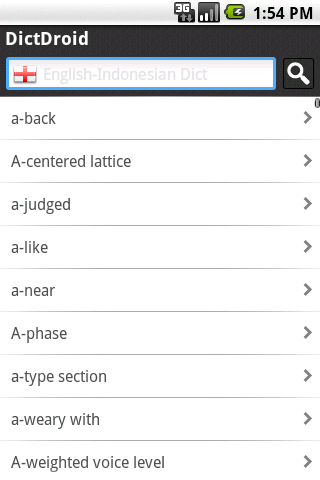 3G 1:54 PM
DictDroid
English-Indonesian Dict
a-back
A-centered lattice
a-judged
a-like
a-near
A-phase
a-type section
a-weary with
A-weighted voice level